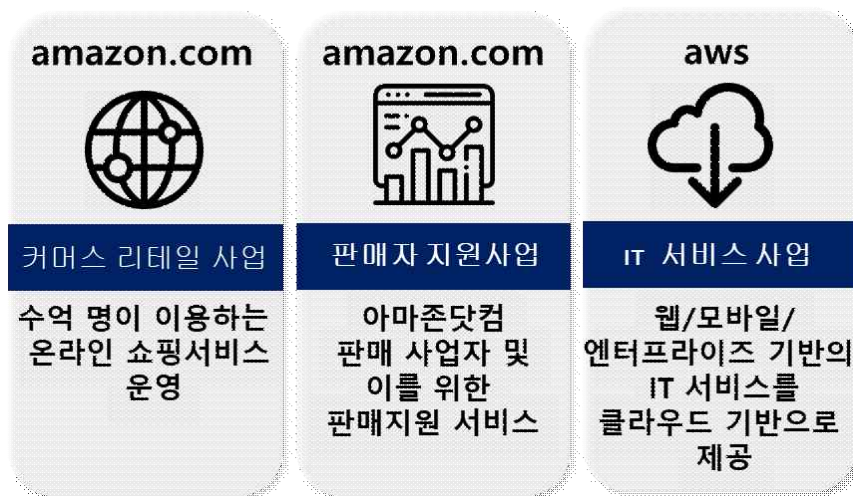 amazon.com
커머스 리테일 사업
수억 명이 이용하는
온라인 쇼핑서비스
운영
amazon.com
판매자 지원사업
아마존닷컴
판매 사업자 및
이를 위한
판매지원 서비스
aws
IT 서비스 사업
웹/모바일/
엔터프라이즈 기반의
IT 서비스를
클라우드 기반으로
제공